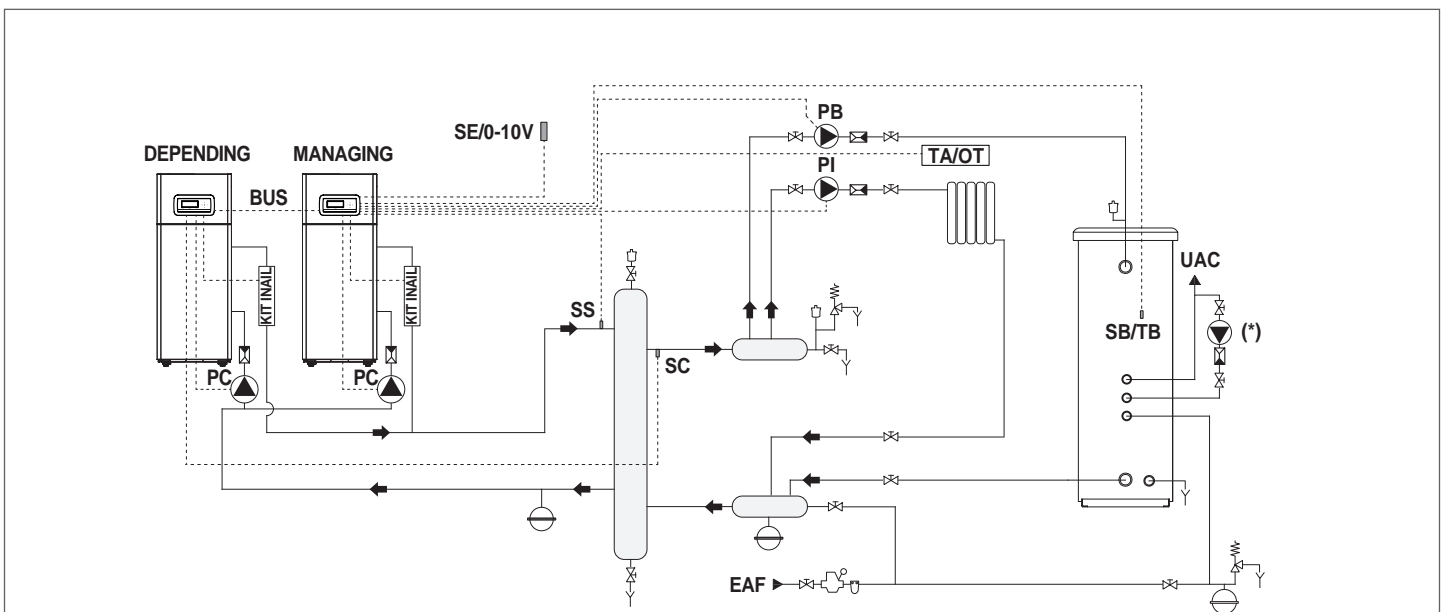 PB
SE/0-10V
DEPENDING
MANAGING
TA/OT
PI
BUS
KIT INAIL
KIT INAIL
UAC
SS
SB/TB
(*)
SC
PC
PC
EAF